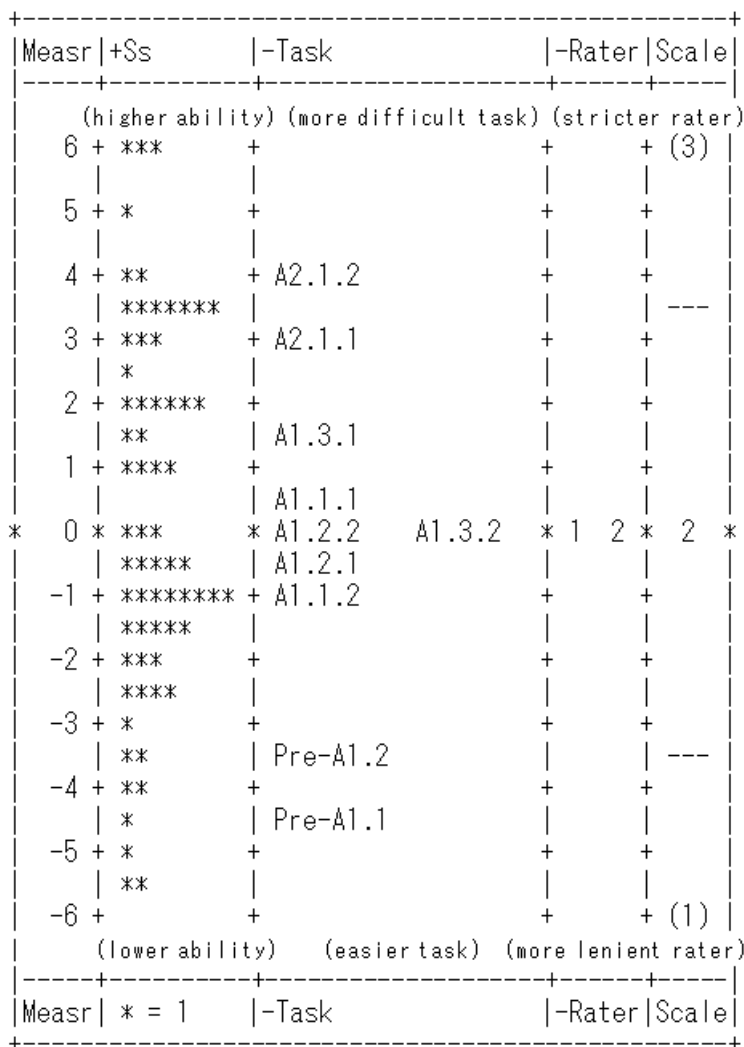 +-----------------------------------------------------+
|Measr|+Ss        |-Task               |-Rater|Scale|
|-----+-----------+--------------------+------+-----|
| (higher ability) (more difficult task) (stricter rater)
| 6 + *** + + + (3) |
| | | | | |
| 5 + * + + + |
| | | | | |
| 4 + ** + A2.1.2 + + |
| | ******* | | | --- |
| 3 + *** + A2.1.1 + + |
| | * | | | |
| 2 + ****** + + + |
| | ** | A1.3.1 | | |
| 1 + **** + + + |
| | | A1.1.1 | | |
* 0 * *** * A1.2.2 A1.3.2 * 1 2 * 2 *
| | ***** | A1.2.1 | | |
| -1 + ******** + A1.1.2 + + |
| | ***** | | | |
| -2 + *** + + + |
| | **** | | | |
| -3 + * + + + |
| | ** | Pre-A1.2 | | --- |
| -4 + ** + + + |
| | * | Pre-A1.1 | | |
| -5 + * + + + |
| | ** | | | |
| -6 + + + + (1) |
| (lower ability) (easier task) (more lenient rater)
|-----+-----------+--------------------+------+-----|
|Measr| * = 1     |-Task               |-Rater|Scale|
+-----------------------------------------------------+